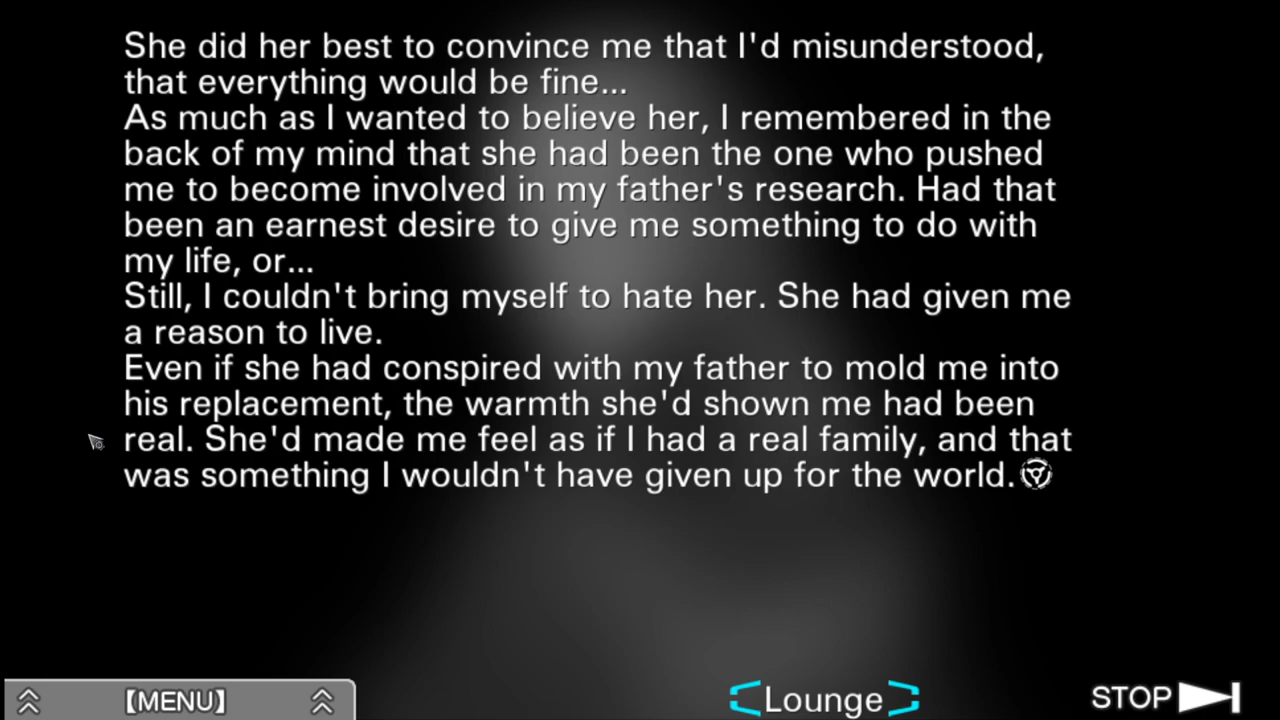 She did her best to convince me that I'd misunderstood,
that everything would be fine...
As much as I wanted to believe her, I remembered in the
back of my mind that she had been the one who pushed
me to become involved in my father's research. Had that
been an earnest desire to give me something to do with
my life, or...
Still, I couldn't bring myself to hate her. She had given me
a reason to live.
Even if she had conspired with my father to mold me into
his replacement, the warmth she'd shown me had been
real. She'd made me feel as if I had a real family, and that
was something I wouldn't have given up for the world.
【MENU】
Lounge
STOP